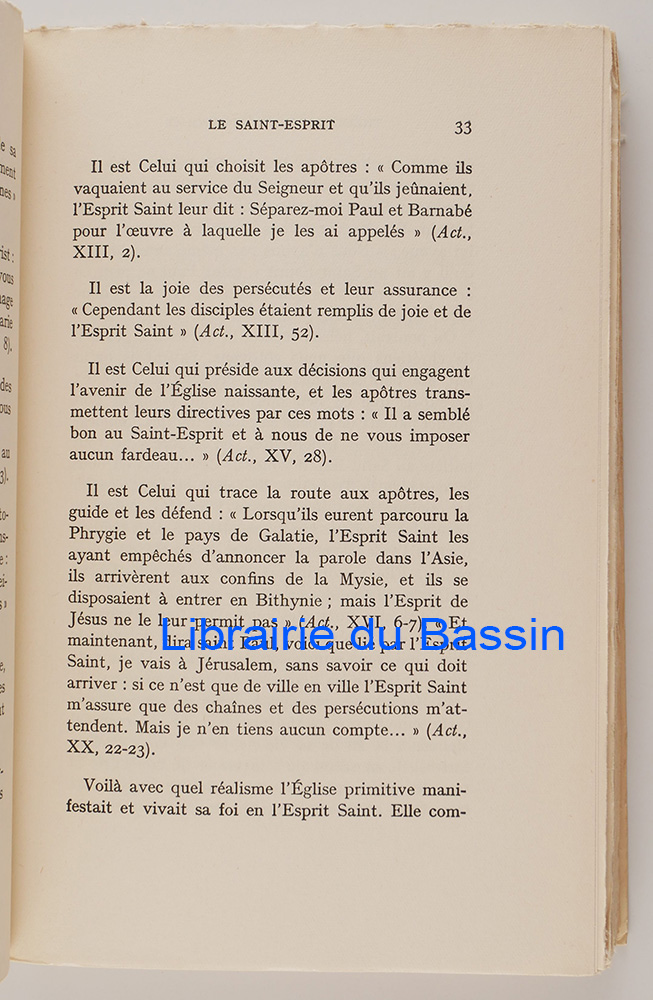 LE SAINT-ESPRIT 33
Il est Celui qui choisit les apôtres : « Comme ils
vaquaient au service du Seigneur et qu'ils jeûnaient,
l'Esprit Saint leur dit : Séparez-moi Paul et Barnabé
pour l'œuvre à laquelle je les ai appelés » (Act.,
XIII, 2).
Il est la joie des persécutés et leur assurance :
« Cependant les disciples étaient remplis de joie et de
l'Esprit Saint » (Act., XIII, 52).
Il est Celui qui préside aux décisions qui engagent
l'avenir de l'Église naissante, et les apôtres trans-
mettent leurs directives par ces mots : « Il a semblé
bon au Saint-Esprit et à nous de ne vous imposer
aucun fardeau... » (Act., XV, 28).
Il est Celui qui trace la route aux apôtres, les
guide et les défend : « Lorsqu'ils eurent parcouru la
Phrygie et le pays de Galatie, l'Esprit Saint les
ayant empêchés d'annoncer la parole dans l'Asie,
ils arrivèrent aux confins de la Mysie, et ils se
disposaient à entrer en Bithynie ; mais l'Esprit de
Jésus ne le leur permit pas » (Act., XVI, 6-7). « Et
Librairie du Bassin
maintenant, dira saint Paul, voici que lié par l'Esprit
Saint, je vais à Jérusalem, sans savoir ce qui doit
arriver : si ce n'est que de ville en ville l'Esprit Saint
m'assure que des chaînes et des persécutions m'at-
tendent. Mais je n'en tiens aucun compte... » (Act.,
XX, 22-23).
Voilà avec quel réalisme l'Église primitive mani-
festait et vivait sa foi en l'Esprit Saint. Elle com-